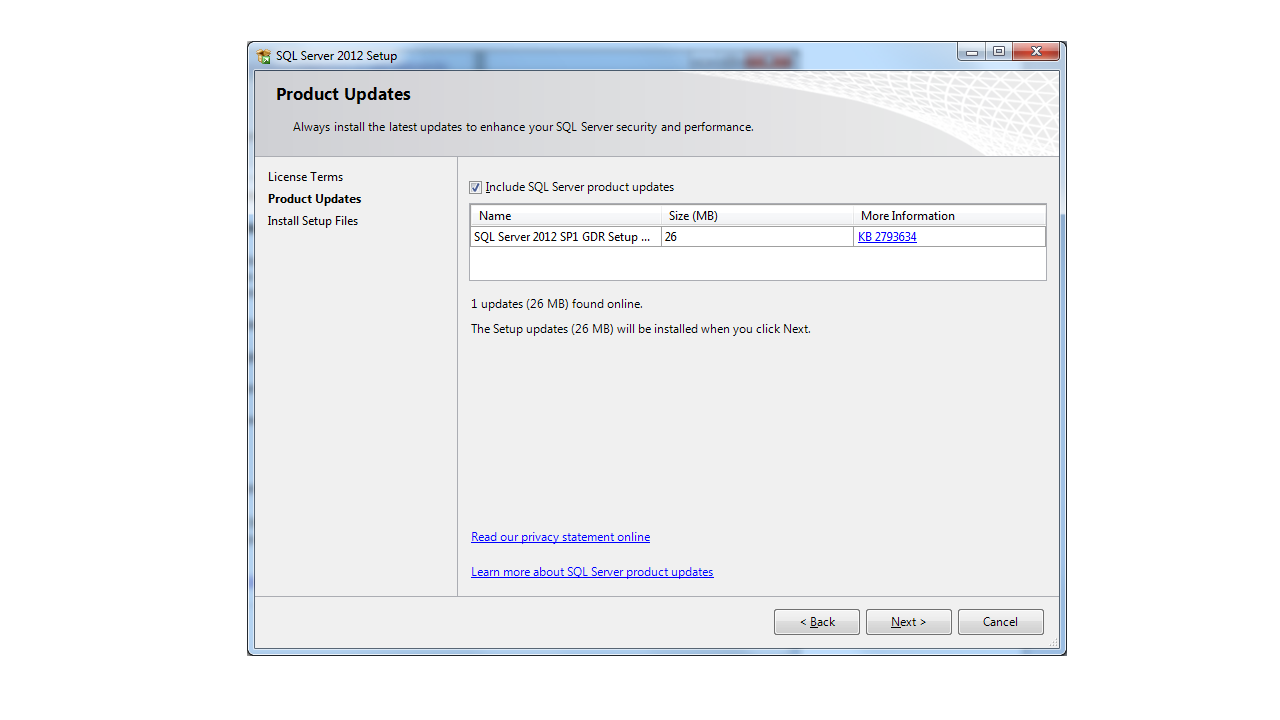 SQL Server 2012 Setup
Product Updates
Always install the latest updates to enhance your SQL Server security and performance.
License Terms
Product Updates
Install Setup Files
Include SQL Server product updates
Name Size (MB) More Information
SQL Server 2012 SP1 GDR Setup ... 26 KB 2793634
1 updates (26 MB) found online.
The Setup updates (26 MB) will be installed when you click Next.
Read our privacy statement online
Learn more about SQL Server product updates
< Back Next > Cancel